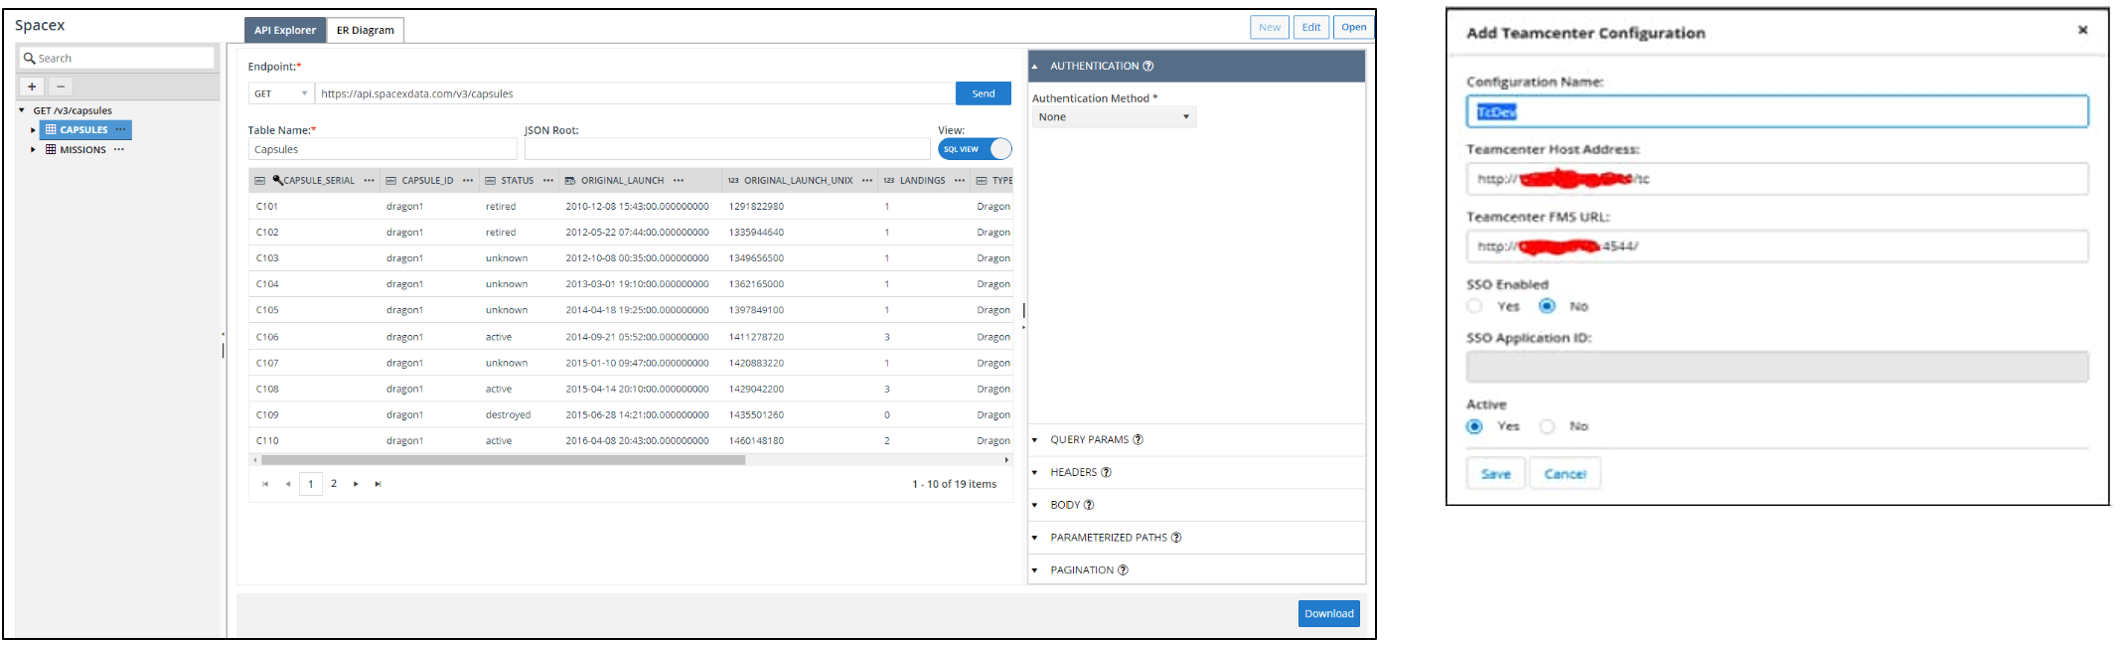 Spacex
Search
+ −
GET /v3/capsules
CAPSULES ···
MISSIONS ···
API Explorer ER Diagram
New Edit Open
Endpoint:*
GET https://api.spacexdata.com/v3/capsules Send
Table Name:* JSON Root: View:
Capsules SQL VIEW
CAPSULE_SERIAL ··· CAPSULE_ID ··· STATUS ··· ORIGINAL_LAUNCH ··· 123 ORIGINAL_LAUNCH_UNIX ··· 123 LANDINGS ··· TYPE
C101 dragon1 retired 2010-12-08 15:43:00.000000000 1291822980 1 Dragon
C102 dragon1 retired 2012-05-22 07:44:00.000000000 1335944640 1 Dragon
C103 dragon1 unknown 2012-10-08 00:35:00.000000000 1349656500 1 Dragon
C104 dragon1 unknown 2013-03-01 19:10:00.000000000 1362165000 1 Dragon
C105 dragon1 unknown 2014-04-18 19:25:00.000000000 1397849100 1 Dragon
C106 dragon1 active 2014-09-21 05:52:00.000000000 1411278720 3 Dragon
C107 dragon1 unknown 2015-01-10 09:47:00.000000000 1420883220 1 Dragon
C108 dragon1 active 2015-04-14 20:10:00.000000000 1429042200 3 Dragon
C109 dragon1 destroyed 2015-06-28 14:21:00.000000000 1435501260 0 Dragon
C110 dragon1 active 2016-04-08 20:43:00.000000000 1460148180 2 Dragon
1 2 1 - 10 of 19 items
AUTHENTICATION ?
Authentication Method *
None
QUERY PARAMS ?
HEADERS ?
BODY ?
PARAMETERIZED PATHS ?
PAGINATION ?
Download
Add Teamcenter Configuration ×
Configuration Name:
TcDev
Teamcenter Host Address:
http:// /tc
Teamcenter FMS URL:
http:// :4544/
SSO Enabled
Yes No
SSO Application ID:
Active
Yes No
Save Cancel